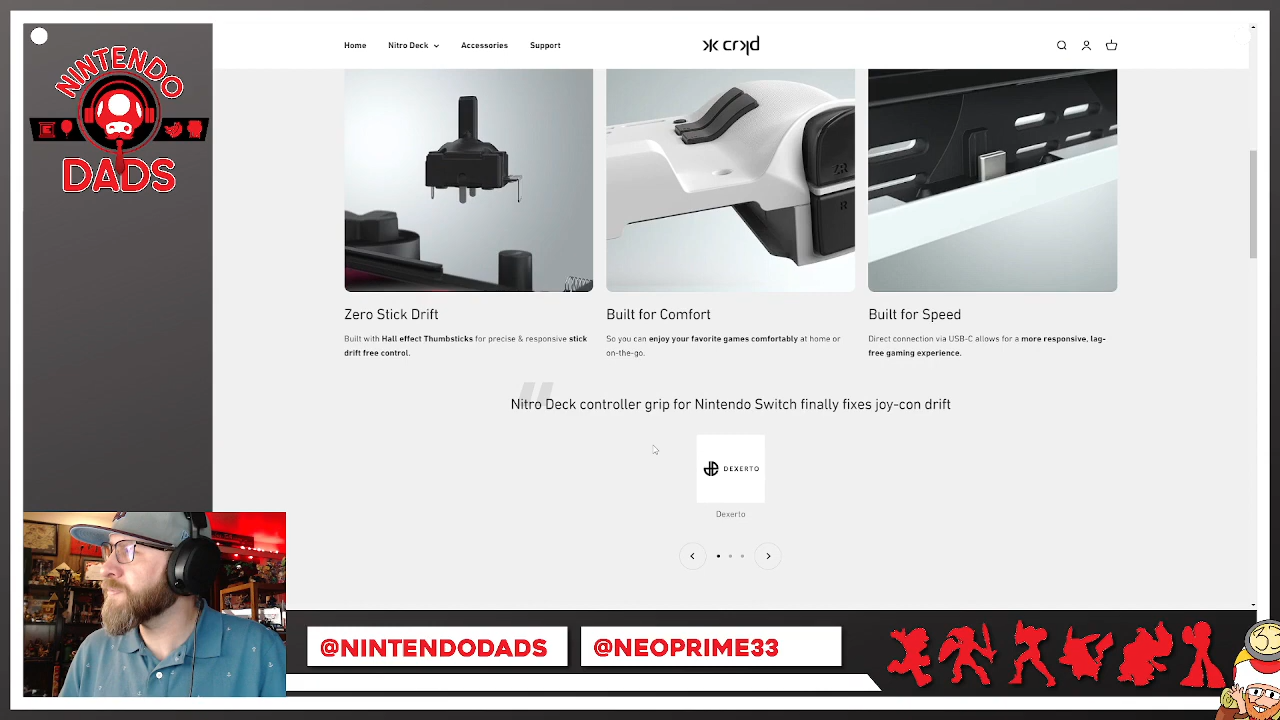 NINTENDO
DADS
Home
Nitro Deck
Accessories
Support
crkd
ZR
R
Zero Stick Drift
Built with Hall effect Thumbsticks for precise & responsive stick
drift free control.
Built for Comfort
So you can enjoy your favorite games comfortably at home or
on-the-go.
Built for Speed
Direct connection via USB-C allows for a more responsive, lag-
free gaming experience.
Nitro Deck controller grip for Nintendo Switch finally fixes joy-con drift
DEXERTO
Dexerto
@NINTENDODADS
@NEOPRIME33